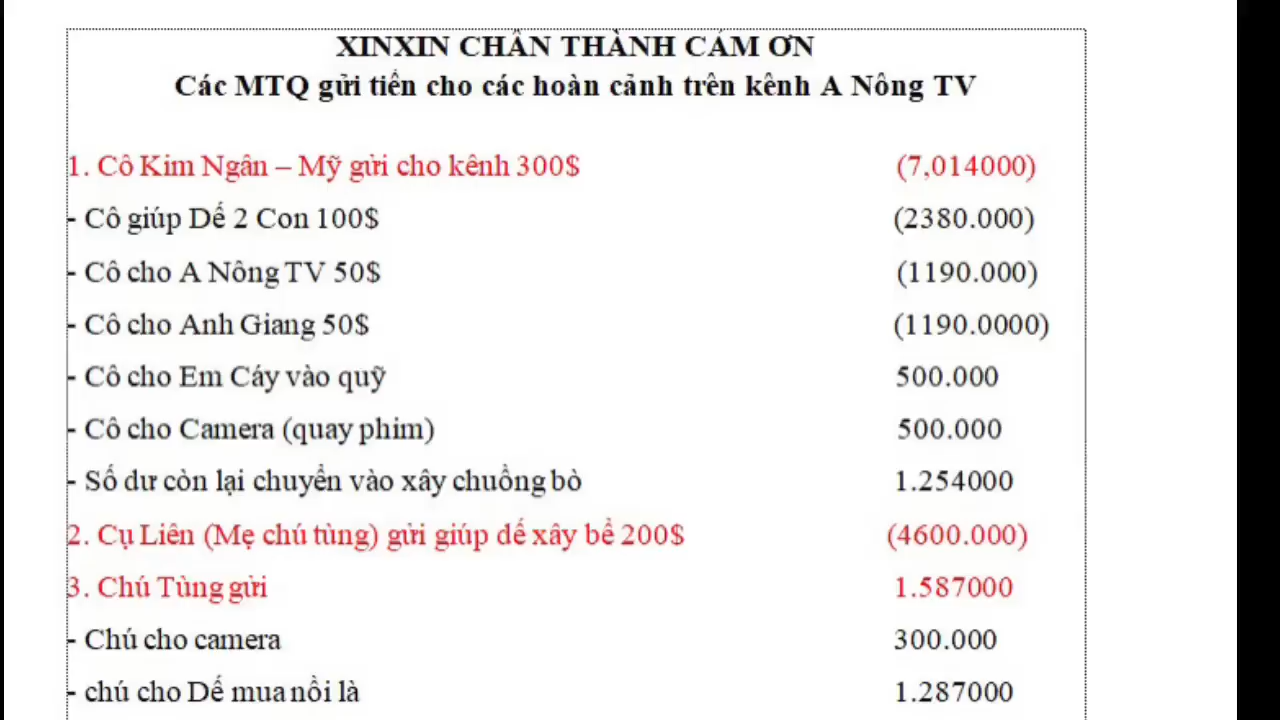 XINXIN CHÂN THÀNH CÁM ƠN
Các MTQ gửi tiền cho các hoàn cảnh trên kênh A Nông TV
1. Cô Kim Ngân – Mỹ gửi cho kênh 300$ (7,014000)
- Cô giúp Dế 2 Con 100$ (2380.000)
- Cô cho A Nông TV 50$ (1190.000)
- Cô cho Anh Giang 50$ (1190.0000)
- Cô cho Em Cáy vào quỹ 500.000
- Cô cho Camera (quay phim) 500.000
- Số dư còn lại chuyển vào xây chuồng bò 1.254000
2. Cụ Liên (Mẹ chú tùng) gửi giúp dế xây bể 200$ (4600.000)
3. Chú Tùng gửi 1.587000
- Chú cho camera 300.000
- chú cho Dế mua nồi là 1.287000